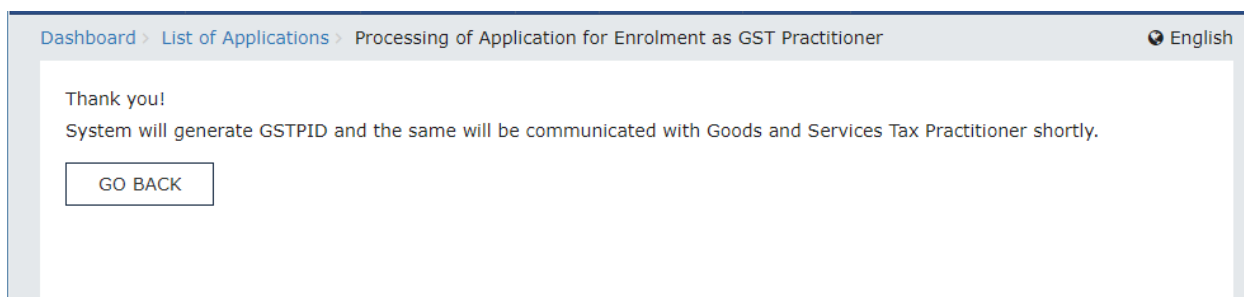 Dashboard > List of Applications > Processing of Application for Enrolment as GST Practitioner English
Thank you!
System will generate GSTPID and the same will be communicated with Goods and Services Tax Practitioner shortly.
GO BACK